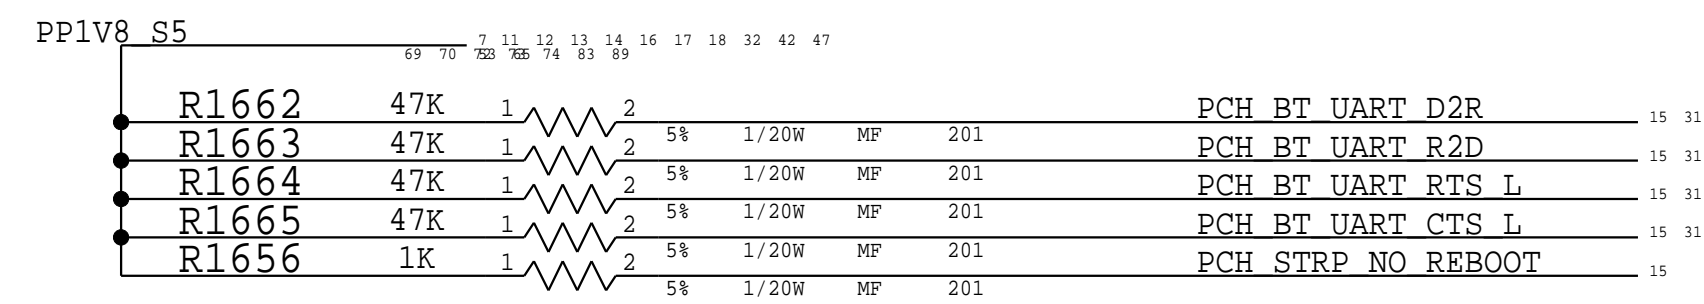 PP1V8_S5
7 11 12 13 14 16 17 18 32 42 47
69 70 74 83 89
R1662 47K 1 2 PCH_BT_UART_D2R 15 31
5% 1/20W MF 201
R1663 47K 1 2 PCH_BT_UART_R2D 15 31
5% 1/20W MF 201
R1664 47K 1 2 PCH_BT_UART_RTS_L 15 31
5% 1/20W MF 201
R1665 47K 1 2 PCH_BT_UART_CTS_L 15 31
5% 1/20W MF 201
R1656 1K 1 2 PCH_STRP_NO_REBOOT 15
5% 1/20W MF 201